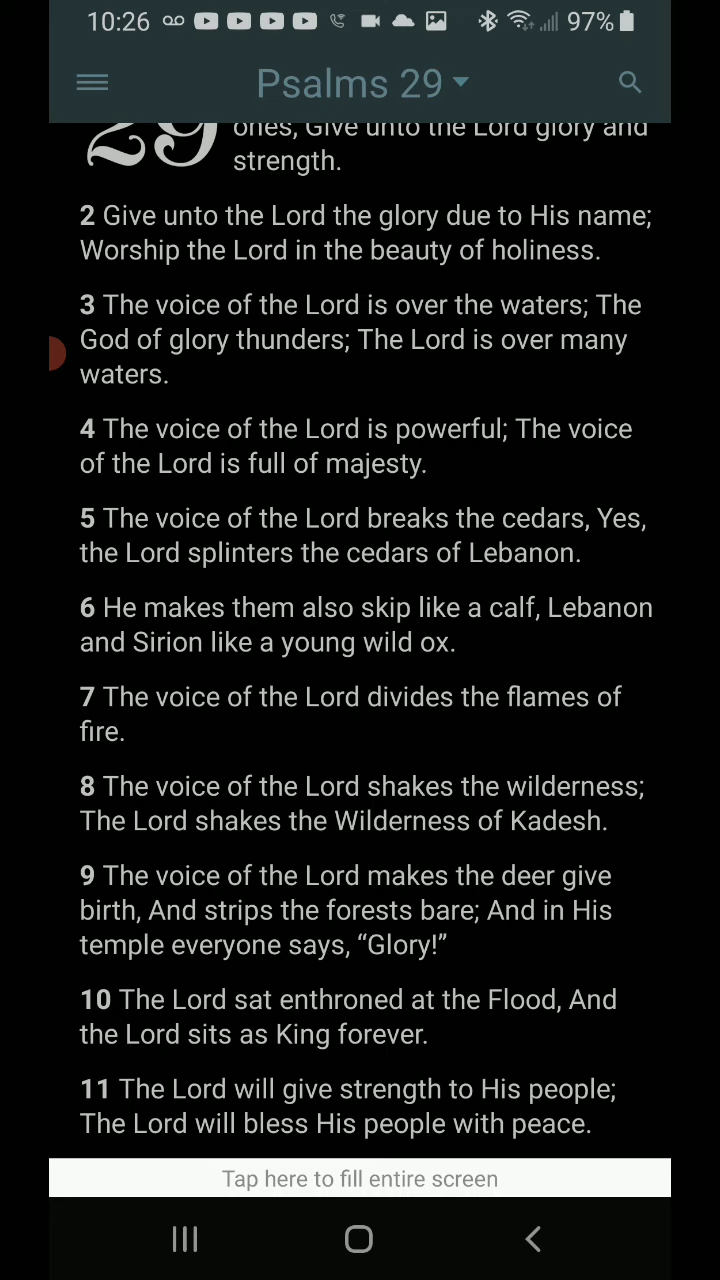 10:26 97%
Psalms 29
29 ones, Give unto the Lord glory and
strength.
2 Give unto the Lord the glory due to His name;
Worship the Lord in the beauty of holiness.
3 The voice of the Lord is over the waters; The
God of glory thunders; The Lord is over many
waters.
4 The voice of the Lord is powerful; The voice
of the Lord is full of majesty.
5 The voice of the Lord breaks the cedars, Yes,
the Lord splinters the cedars of Lebanon.
6 He makes them also skip like a calf, Lebanon
and Sirion like a young wild ox.
7 The voice of the Lord divides the flames of
fire.
8 The voice of the Lord shakes the wilderness;
The Lord shakes the Wilderness of Kadesh.
9 The voice of the Lord makes the deer give
birth, And strips the forests bare; And in His
temple everyone says, “Glory!”
10 The Lord sat enthroned at the Flood, And
the Lord sits as King forever.
11 The Lord will give strength to His people;
The Lord will bless His people with peace.
Tap here to fill entire screen